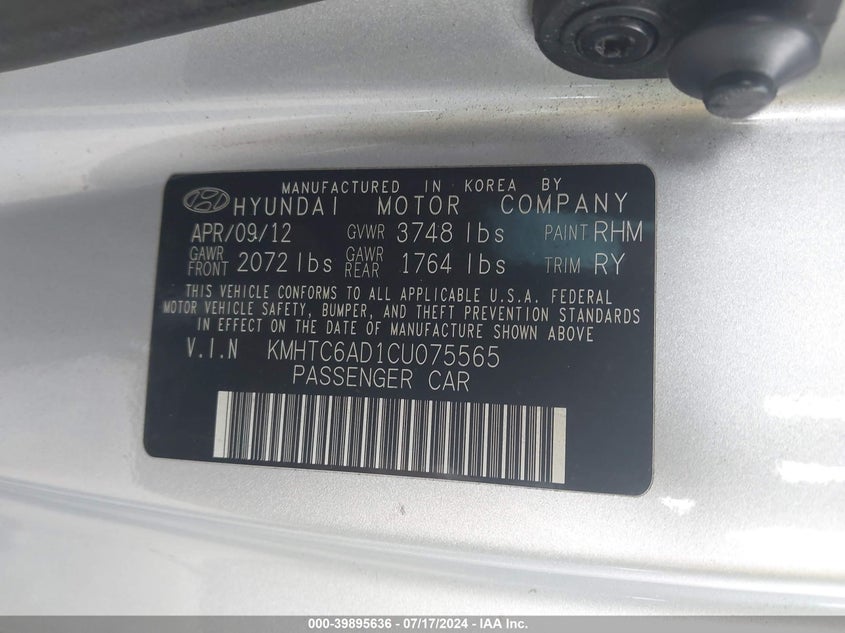 MANUFACTURED IN KOREA BY
HYUNDAI MOTOR COMPANY
APR/09/12 GVWR 3748 lbs PAINT RHM
GAWR FRONT 2072 lbs GAWR REAR 1764 lbs TRIM RY
THIS VEHICLE CONFORMS TO ALL APPLICABLE U.S.A. FEDERAL
MOTOR VEHICLE SAFETY, BUMPER, AND THEFT PREVENTION STANDARDS
IN EFFECT ON THE DATE OF MANUFACTURE SHOWN ABOVE
V.I.N KMHTC6AD1CU075565
PASSENGER CAR
000-39895636 - 07/17/2024 - IAA Inc.